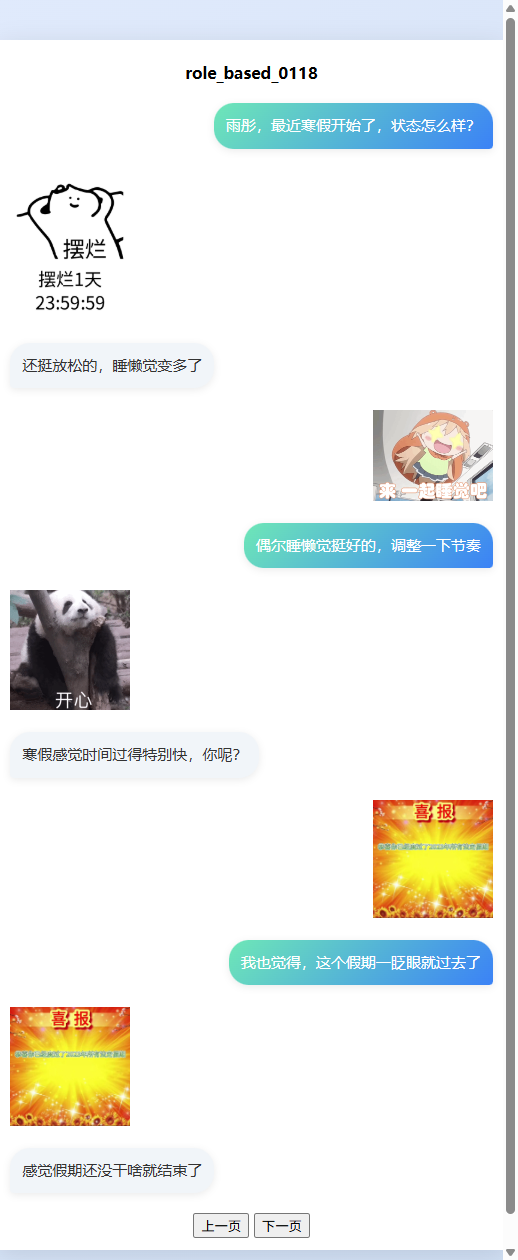 role_based_0118
雨彤，最近寒假开始了，状态怎么样？
摆烂
摆烂1天
23:59:59
还挺放松的，睡懒觉变多了
来 一起睡觉吧
偶尔睡懒觉挺好的，调整一下节奏
开心
寒假感觉时间过得特别快，你呢？
喜报
我也觉得，这个假期一眨眼就过去了
喜报
感觉假期还没干啥就结束了
上一页 下一页